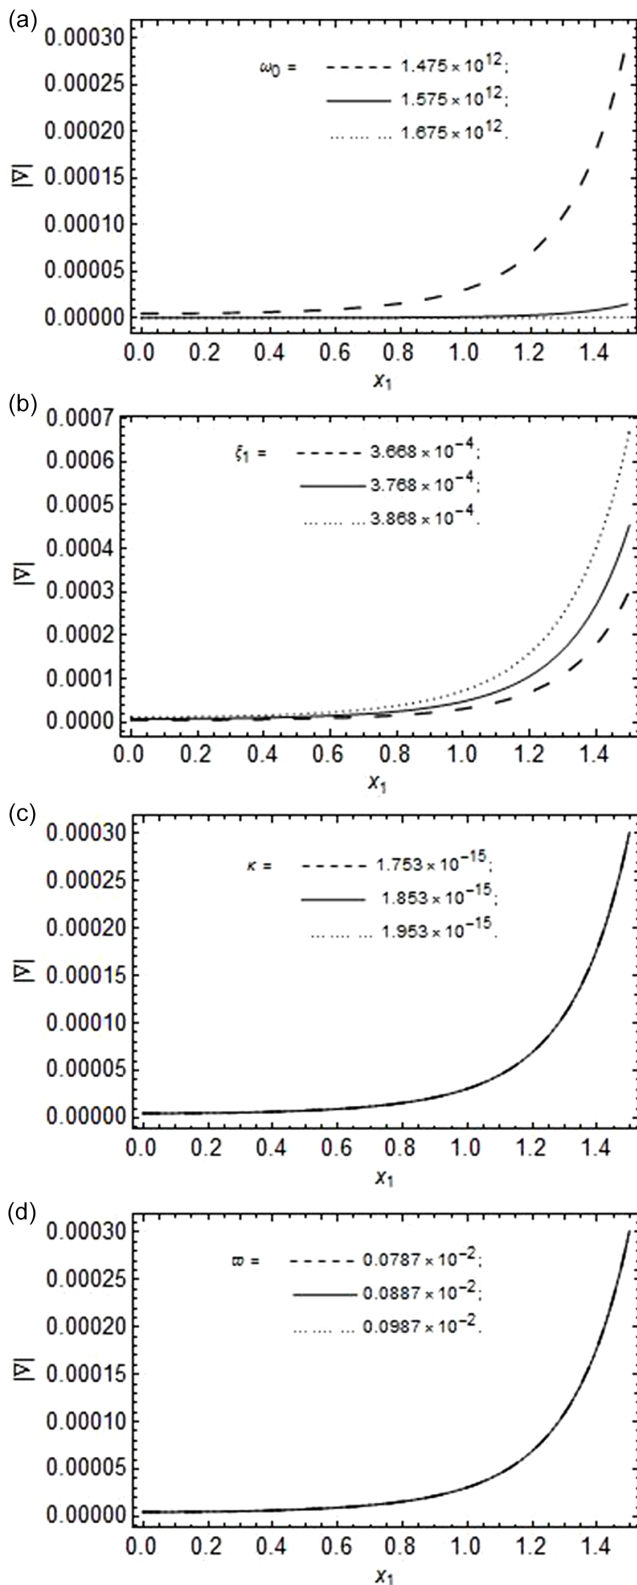 (a)
0.00030
0.00025
0.00020
0.00015
0.00010
0.00005
0.00000
|∇|
ω₀ = 1.475 × 10¹²;
1.575 × 10¹²;
1.675 × 10¹².
0.0 0.2 0.4 0.6 0.8 1.0 1.2 1.4
x₁
(b)
0.0007
0.0006
0.0005
0.0004
0.0003
0.0002
0.0001
0.0000
|∇|
ξ₁ = 3.668 × 10⁻⁴;
3.768 × 10⁻⁴;
3.868 × 10⁻⁴.
0.0 0.2 0.4 0.6 0.8 1.0 1.2 1.4
x₁
(c)
0.00030
0.00025
0.00020
0.00015
0.00010
0.00005
0.00000
|∇|
κ = 1.753 × 10⁻¹⁵;
1.853 × 10⁻¹⁵;
1.953 × 10⁻¹⁵.
0.0 0.2 0.4 0.6 0.8 1.0 1.2 1.4
x₁
(d)
0.00030
0.00025
0.00020
0.00015
0.00010
0.00005
0.00000
|∇|
ϖ = 0.0787 × 10⁻²;
0.0887 × 10⁻²;
0.0987 × 10⁻².
0.0 0.2 0.4 0.6 0.8 1.0 1.2 1.4
x₁